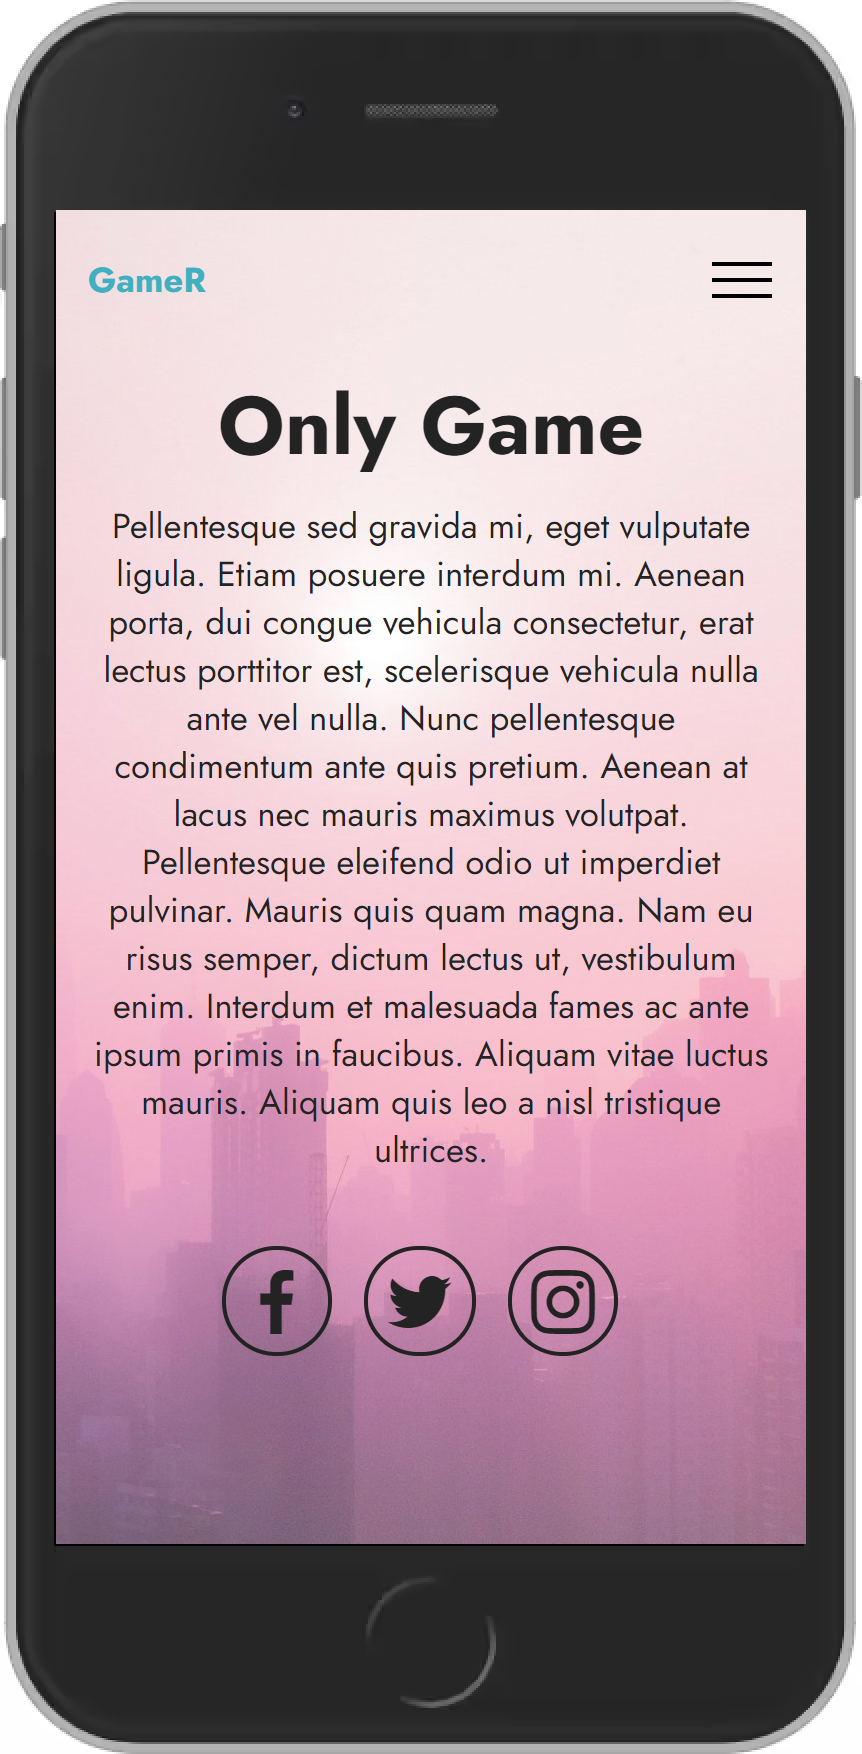 GameR
Only Game
Pellentesque sed gravida mi, eget vulputate
ligula. Etiam posuere interdum mi. Aenean
porta, dui congue vehicula consectetur, erat
lectus porttitor est, scelerisque vehicula nulla
ante vel nulla. Nunc pellentesque
condimentum ante quis pretium. Aenean at
lacus nec mauris maximus volutpat.
Pellentesque eleifend odio ut imperdiet
pulvinar. Mauris quis quam magna. Nam eu
risus semper, dictum lectus ut, vestibulum
enim. Interdum et malesuada fames ac ante
ipsum primis in faucibus. Aliquam vitae luctus
mauris. Aliquam quis leo a nisl tristique
ultrices.